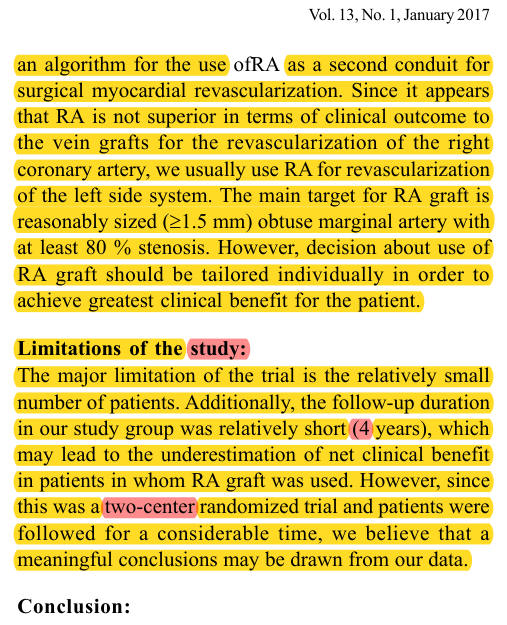 Vol. 13, No. 1, January 2017
an algorithm for the use ofRA as a second conduit for
surgical myocardial revascularization. Since it appears
that RA is not superior in terms of clinical outcome to
the vein grafts for the revascularization of the right
coronary artery, we usually use RA for revascularization
of the left side system. The main target for RA graft is
reasonably sized (≥1.5 mm) obtuse marginal artery with
at least 80 % stenosis. However, decision about use of
RA graft should be tailored individually in order to
achieve greatest clinical benefit for the patient.
Limitations of the study:
The major limitation of the trial is the relatively small
number of patients. Additionally, the follow-up duration
in our study group was relatively short (4 years), which
may lead to the underestimation of net clinical benefit
in patients in whom RA graft was used. However, since
this was a two-center randomized trial and patients were
followed for a considerable time, we believe that a
meaningful conclusions may be drawn from our data.
Conclusion: